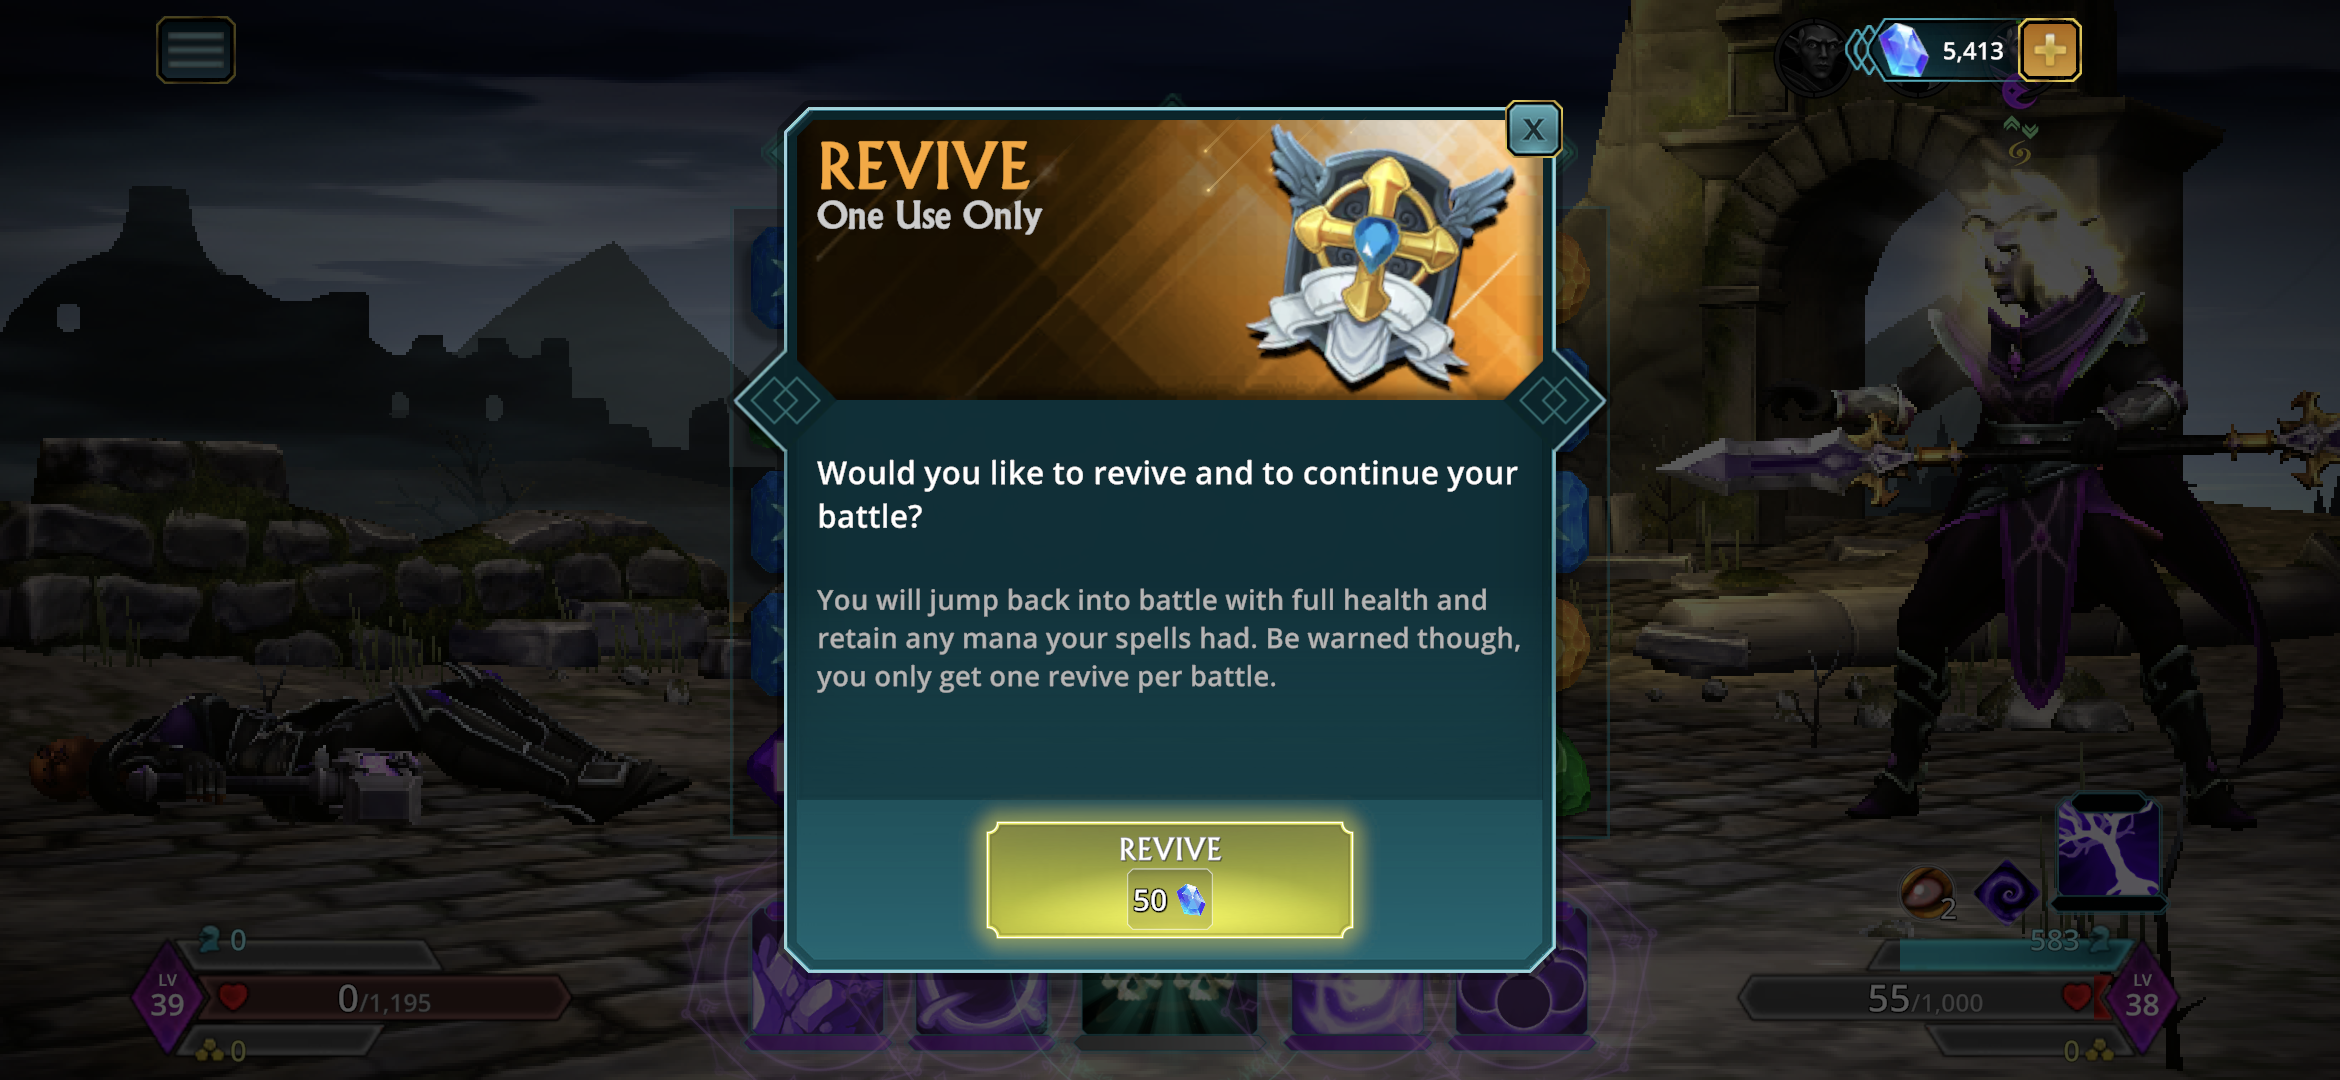 5,413
X
REVIVE
One Use Only
Would you like to revive and to continue your
battle?
You will jump back into battle with full health and
retain any mana your spells had. Be warned though,
you only get one revive per battle.
REVIVE
50
0
LV
39
0/1,195
0
2
583
55/1,000
LV
38
0